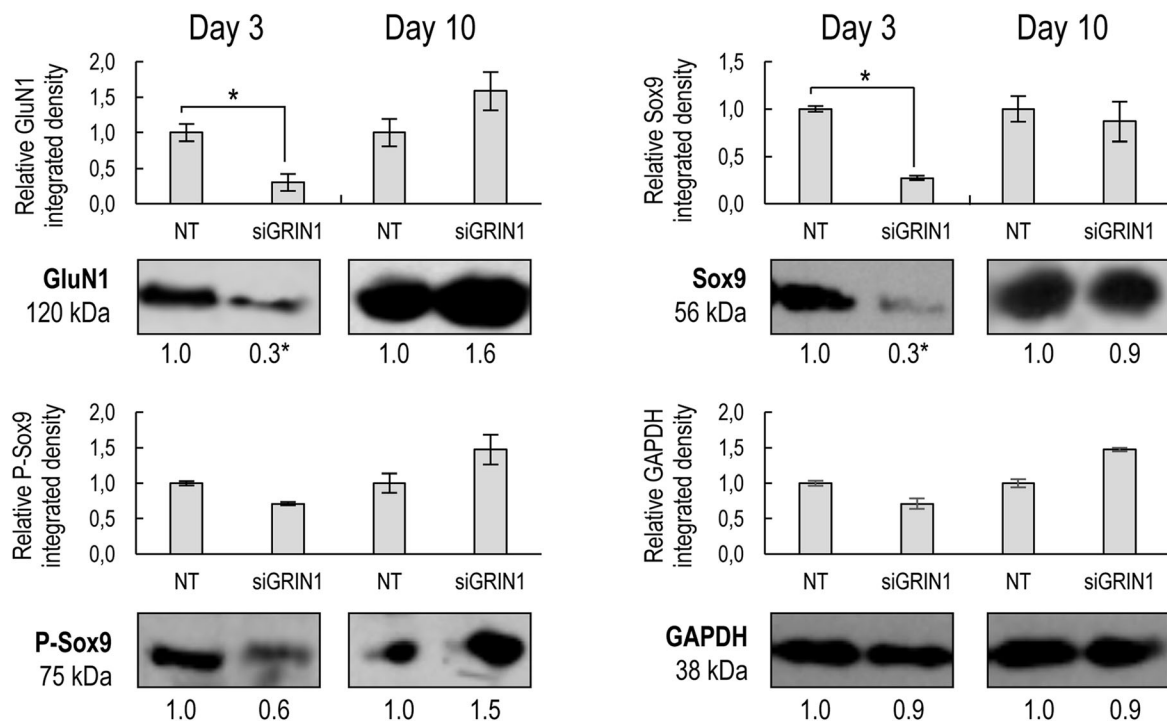 Day 3
Day 10
Relative GluN1
integrated density
2,0
1,5
1,0
0,5
0,0
*
NT
siGRIN1
NT
siGRIN1
GluN1
120 kDa
1.0
0.3*
1.0
1.6
Day 3
Day 10
Relative Sox9
integrated density
1,5
1,0
0,5
0,0
*
NT
siGRIN1
NT
siGRIN1
Sox9
56 kDa
1.0
0.3*
1.0
0.9
Relative P-Sox9
integrated density
2,0
1,5
1,0
0,5
0,0
NT
siGRIN1
NT
siGRIN1
P-Sox9
75 kDa
1.0
0.6
1.0
1.5
Relative GAPDH
integrated density
2,0
1,5
1,0
0,5
0,0
NT
siGRIN1
NT
siGRIN1
GAPDH
38 kDa
1.0
0.9
1.0
0.9